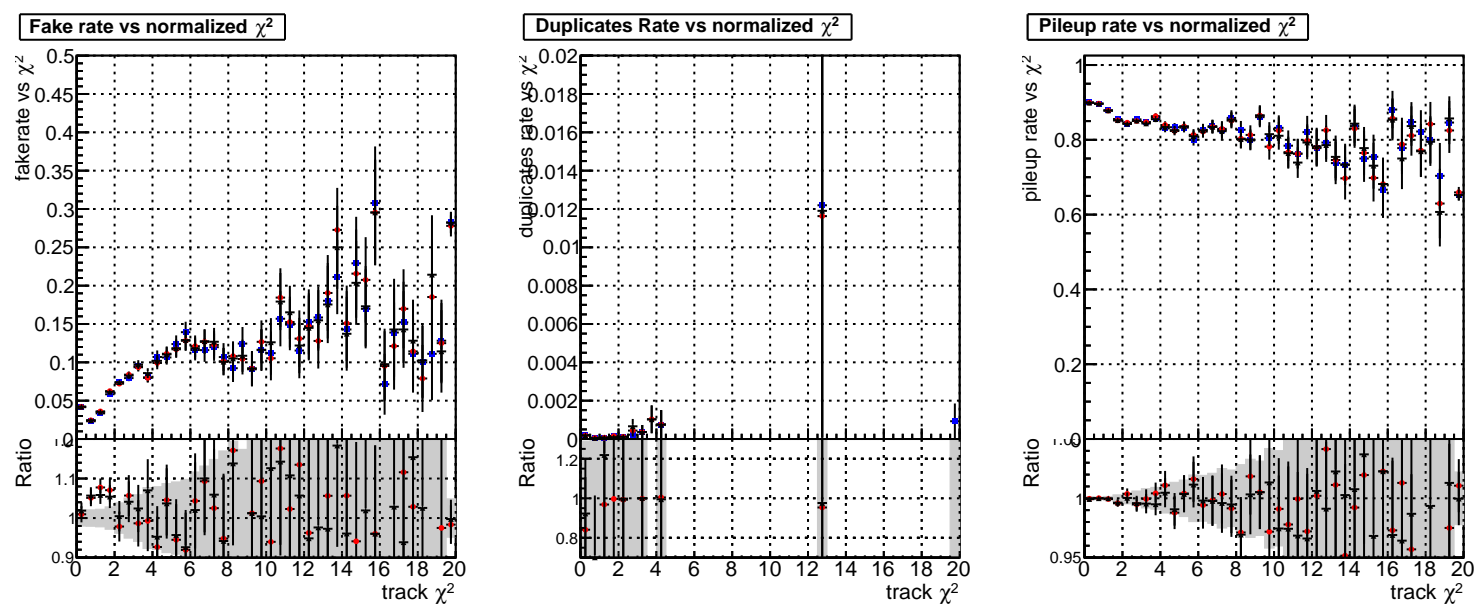 Fake rate vs normalized χ²
fakerate vs χ²
0.5
0.45
0.4
0.35
0.3
0.25
0.2
0.15
0.1
0.05
0
Ratio
1.1
1
0.9
0 2 4 6 8 10 12 14 16 18 20
track χ²
Duplicates Rate vs normalized χ²
duplicates rate vs χ²
0.02
0.018
0.016
0.014
0.012
0.01
0.008
0.006
0.004
0.002
0
Ratio
1.2
1
0.8
0 2 4 6 8 10 12 14 16 18 20
track χ²
Pileup rate vs normalized χ²
pileup rate vs χ²
1
0.8
0.6
0.4
0.2
0
Ratio
1
0.95
0 2 4 6 8 10 12 14 16 18 20
track χ²